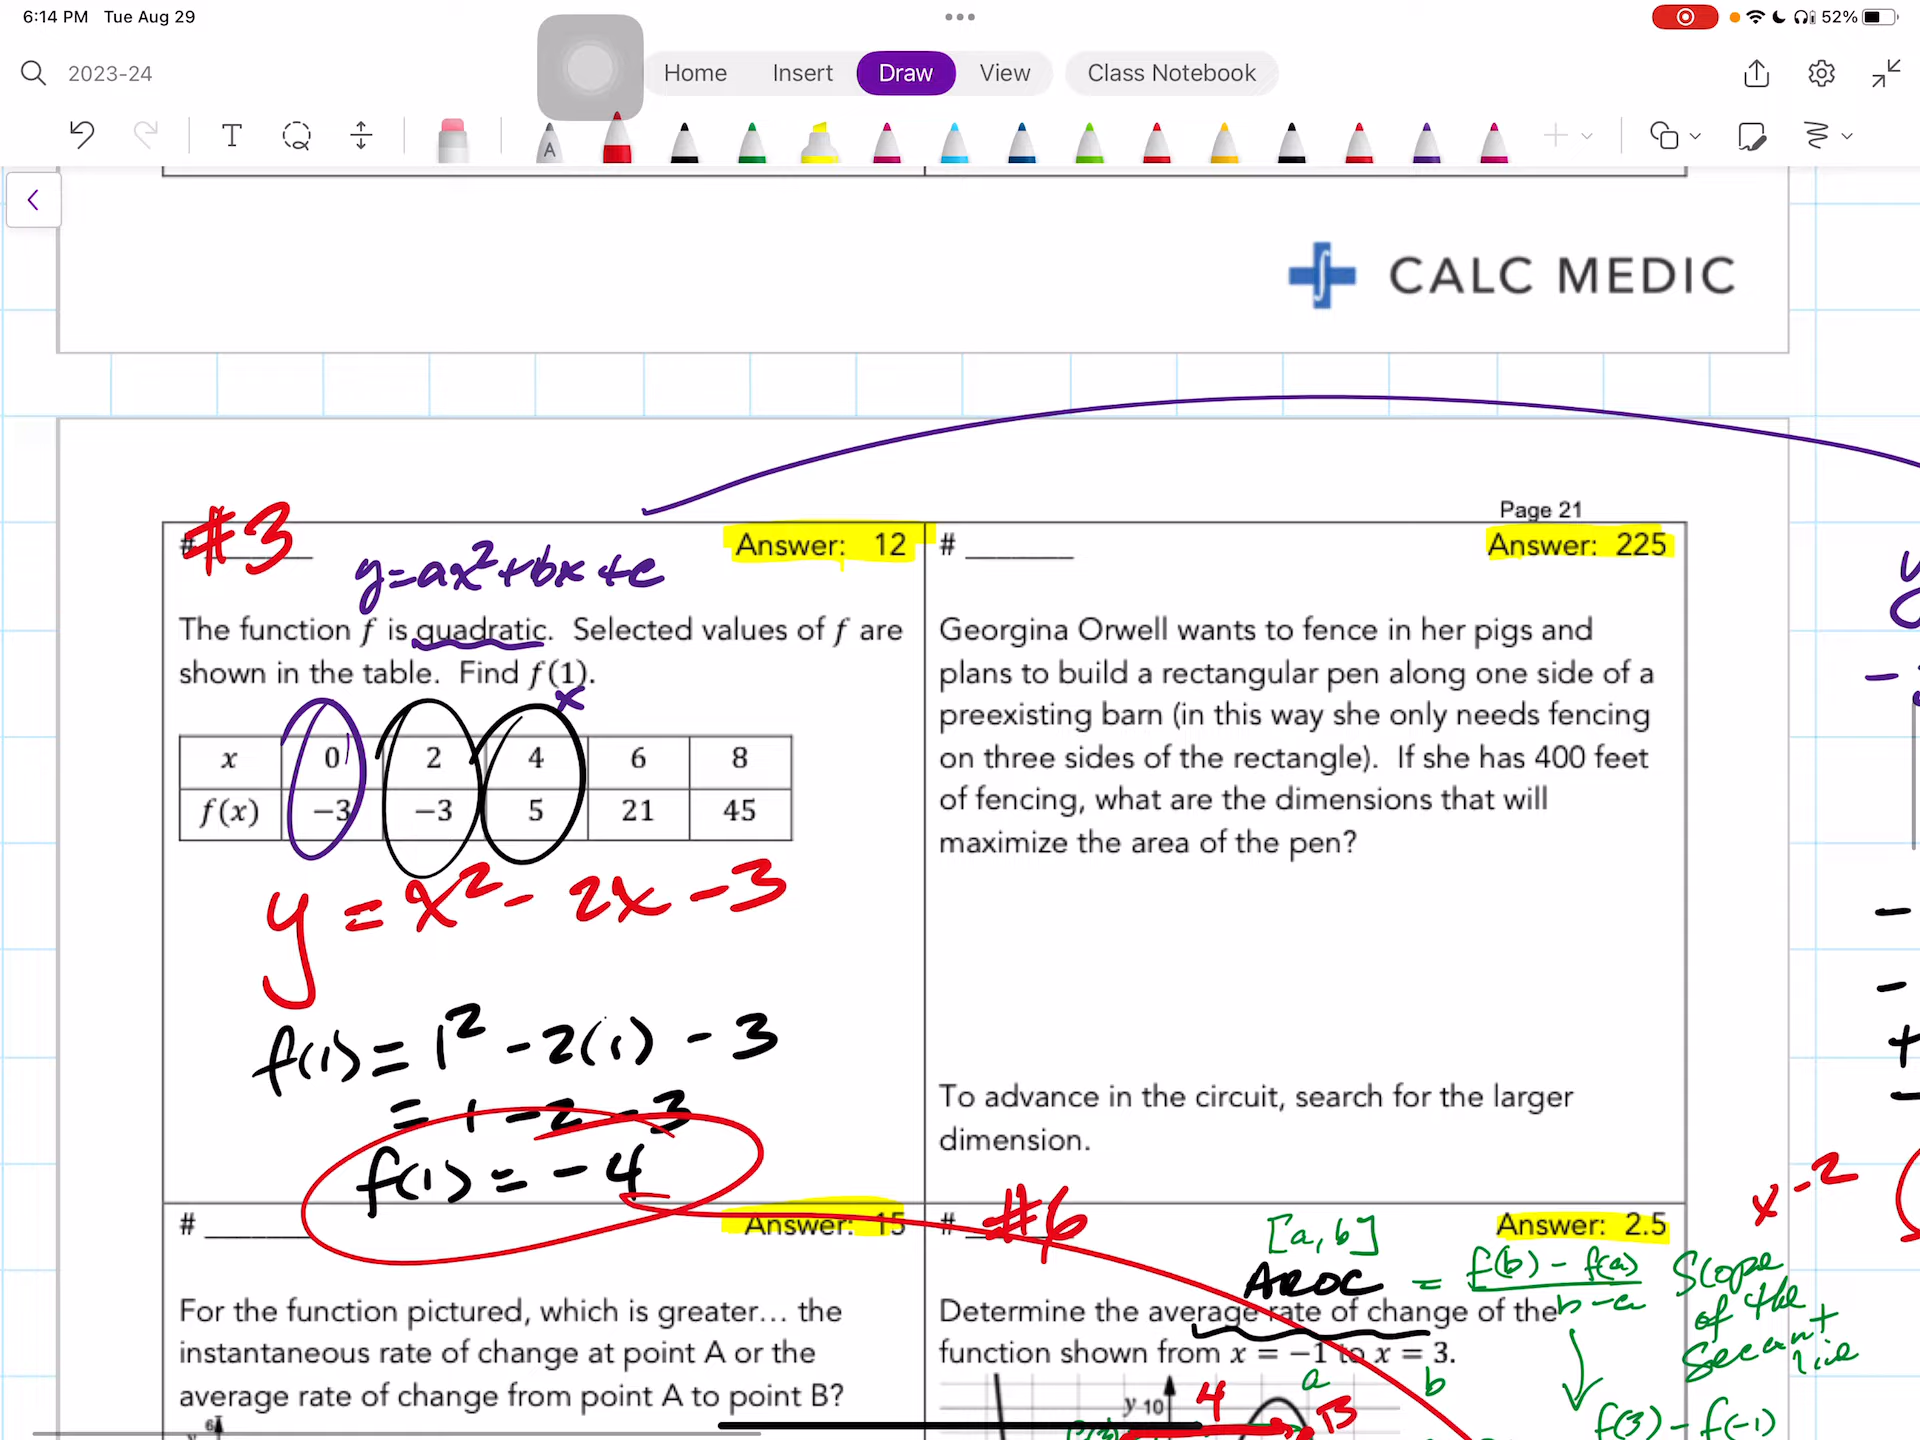 6:14 PM Tue Aug 29
52%
2023-24
Home Insert Draw View Class Notebook
T
A
CALC MEDIC
Page 21
#3
# ______
Answer: 12
y=ax²+bx+c
The function f is quadratic. Selected values of f are
shown in the table. Find f(1).
x
x 0 2 4 6 8
f(x) −3 −3 5 21 45
y = x² - 2x - 3
f(1) = 1² - 2(1) - 3
= 1 - 2 - 3
f(1) = -4
# ______
Answer: 225
Georgina Orwell wants to fence in her pigs and
plans to build a rectangular pen along one side of a
preexisting barn (in this way she only needs fencing
on three sides of the rectangle). If she has 400 feet
of fencing, what are the dimensions that will
maximize the area of the pen?
To advance in the circuit, search for the larger
dimension.
x-2
# ______
Answer: 15
For the function pictured, which is greater... the
instantaneous rate of change at point A or the
average rate of change from point A to point B?
6
# #6
Answer: 2.5
[a,b]
AROC = f(b) - f(a)
b-a
Slope
of the
secant
line
Determine the average rate of change of the
function shown from x = −1 to x = 3.
a b
y 10
4
B
f(3) - f(-1)